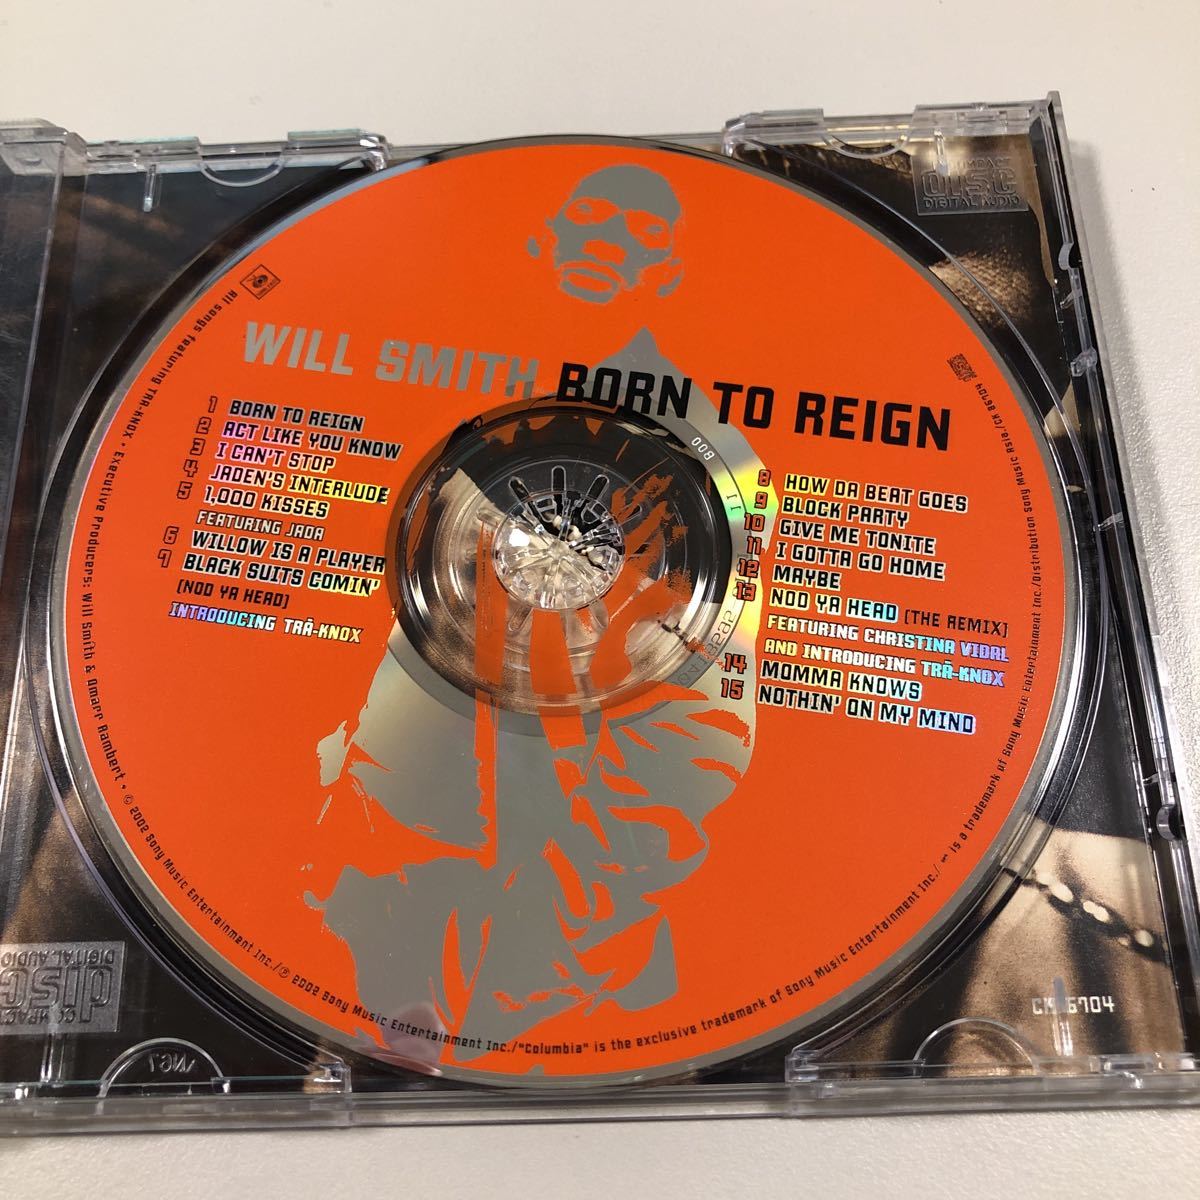 WILL SMITH BORN TO REIGN
1 BORN TO REIGN
2 ACT LIKE YOU KNOW
3 I CAN'T STOP
4 JADEN'S INTERLUDE
5 1,000 KISSES
FEATURING JADA
6 WILLOW IS A PLAYER
7 BLACK SUITS COMIN'
[NOD YA HEAD]
INTRODUCING TRĀ-KNOX
8 HOW DA BEAT GOES
9 BLOCK PARTY
10 GIVE ME TONITE
11 I GOTTA GO HOME
12 MAYBE
13 NOD YA HEAD [THE REMIX]
FEATURING CHRISTINA VIDAL
AND INTRODUCING TRĀ-KNOX
14 MOMMA KNOWS
15 NOTHIN' ON MY MIND
All songs featuring TRA-KNOX • Executive Producers: Will Smith & Omarr Rambert • © 2002 Sony Music Entertainment Inc./℗ 2002 Sony Music Entertainment Inc./"Columbia" is the exclusive trademark of Sony Music Entertainment Inc./ is a trademark of Sony Music Entertainment Inc./Distribution Sony Music Asia/CK 86704
COMPACT
disc
DIGITAL AUDIO
COMPACT
disc
DIGITAL AUDIO
6704